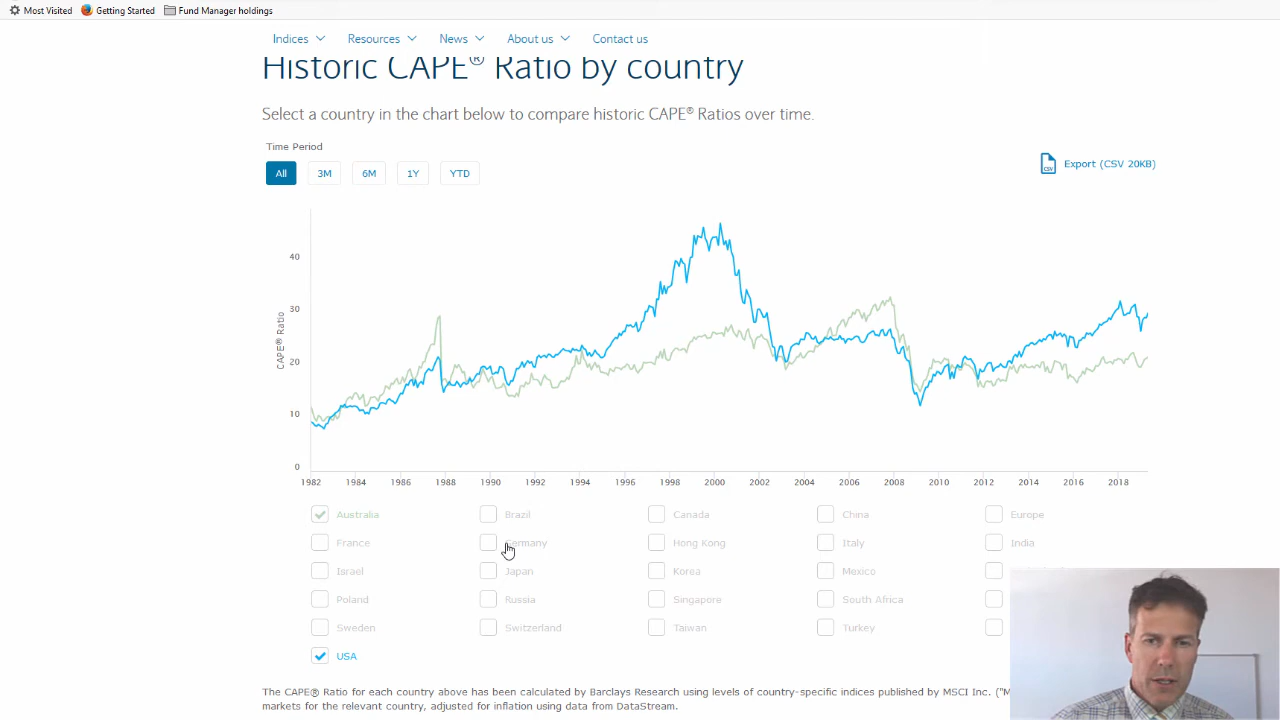 Most Visited Getting Started Fund Manager holdings
Indices Resources News About us Contact us
Historic CAPE® Ratio by country
Select a country in the chart below to compare historic CAPE® Ratios over time.
Time Period
All 3M 6M 1Y YTD
Export (CSV 20KB)
CAPE® Ratio
40
30
20
10
0
1982 1984 1986 1988 1990 1992 1994 1996 1998 2000 2002 2004 2006 2008 2010 2012 2014 2016 2018
Australia Brazil Canada China Europe
France Germany Hong Kong Italy India
Israel Japan Korea Mexico
Poland Russia Singapore South Africa
Sweden Switzerland Taiwan Turkey
USA
The CAPE® Ratio for each country above has been calculated by Barclays Research using levels of country-specific indices published by MSCI Inc. ("M
markets for the relevant country, adjusted for inflation using data from DataStream.